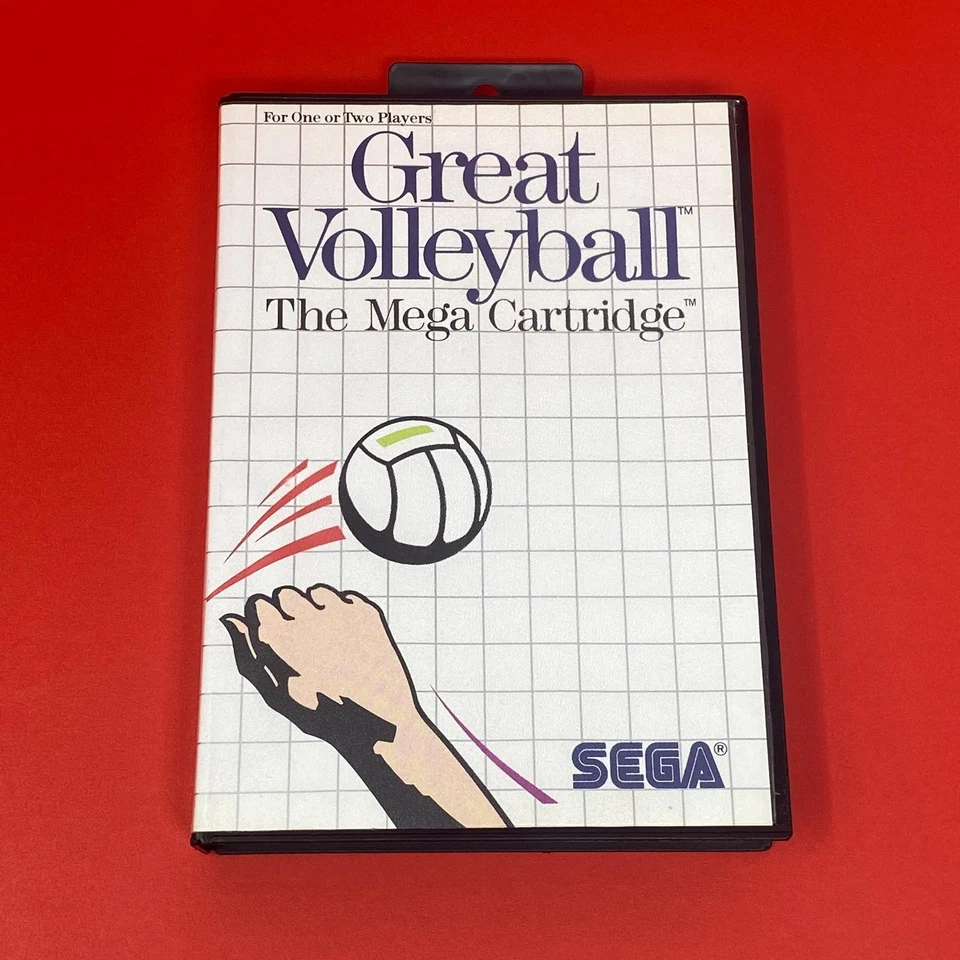 For One or Two Players
Great
Volleyball™
The Mega Cartridge™
SEGA®